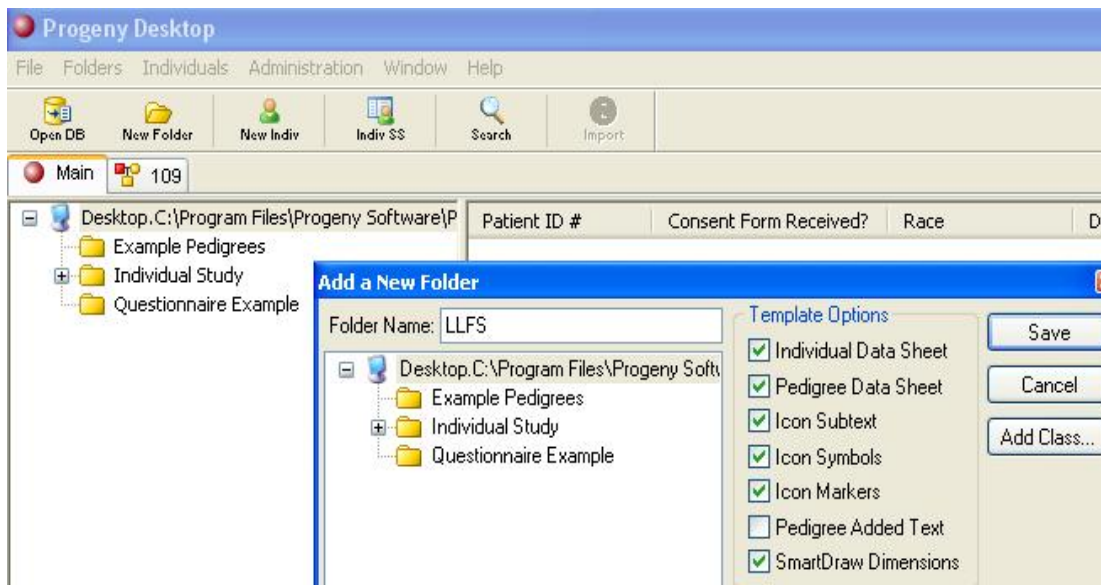 Progeny Desktop
File Folders Individuals Administration Window Help
Open DB New Folder New Indiv Indiv SS Search Import
Main 109
Desktop.C:\Program Files\Progeny Software\P
Example Pedigrees
Individual Study
Questionnaire Example
Patient ID # Consent Form Received? Race D
Add a New Folder
Folder Name: LLFS
Desktop.C:\Program Files\Progeny Softw
Example Pedigrees
Individual Study
Questionnaire Example
Template Options
Individual Data Sheet
Pedigree Data Sheet
Icon Subtext
Icon Symbols
Icon Markers
Pedigree Added Text
SmartDraw Dimensions
Save
Cancel
Add Class...